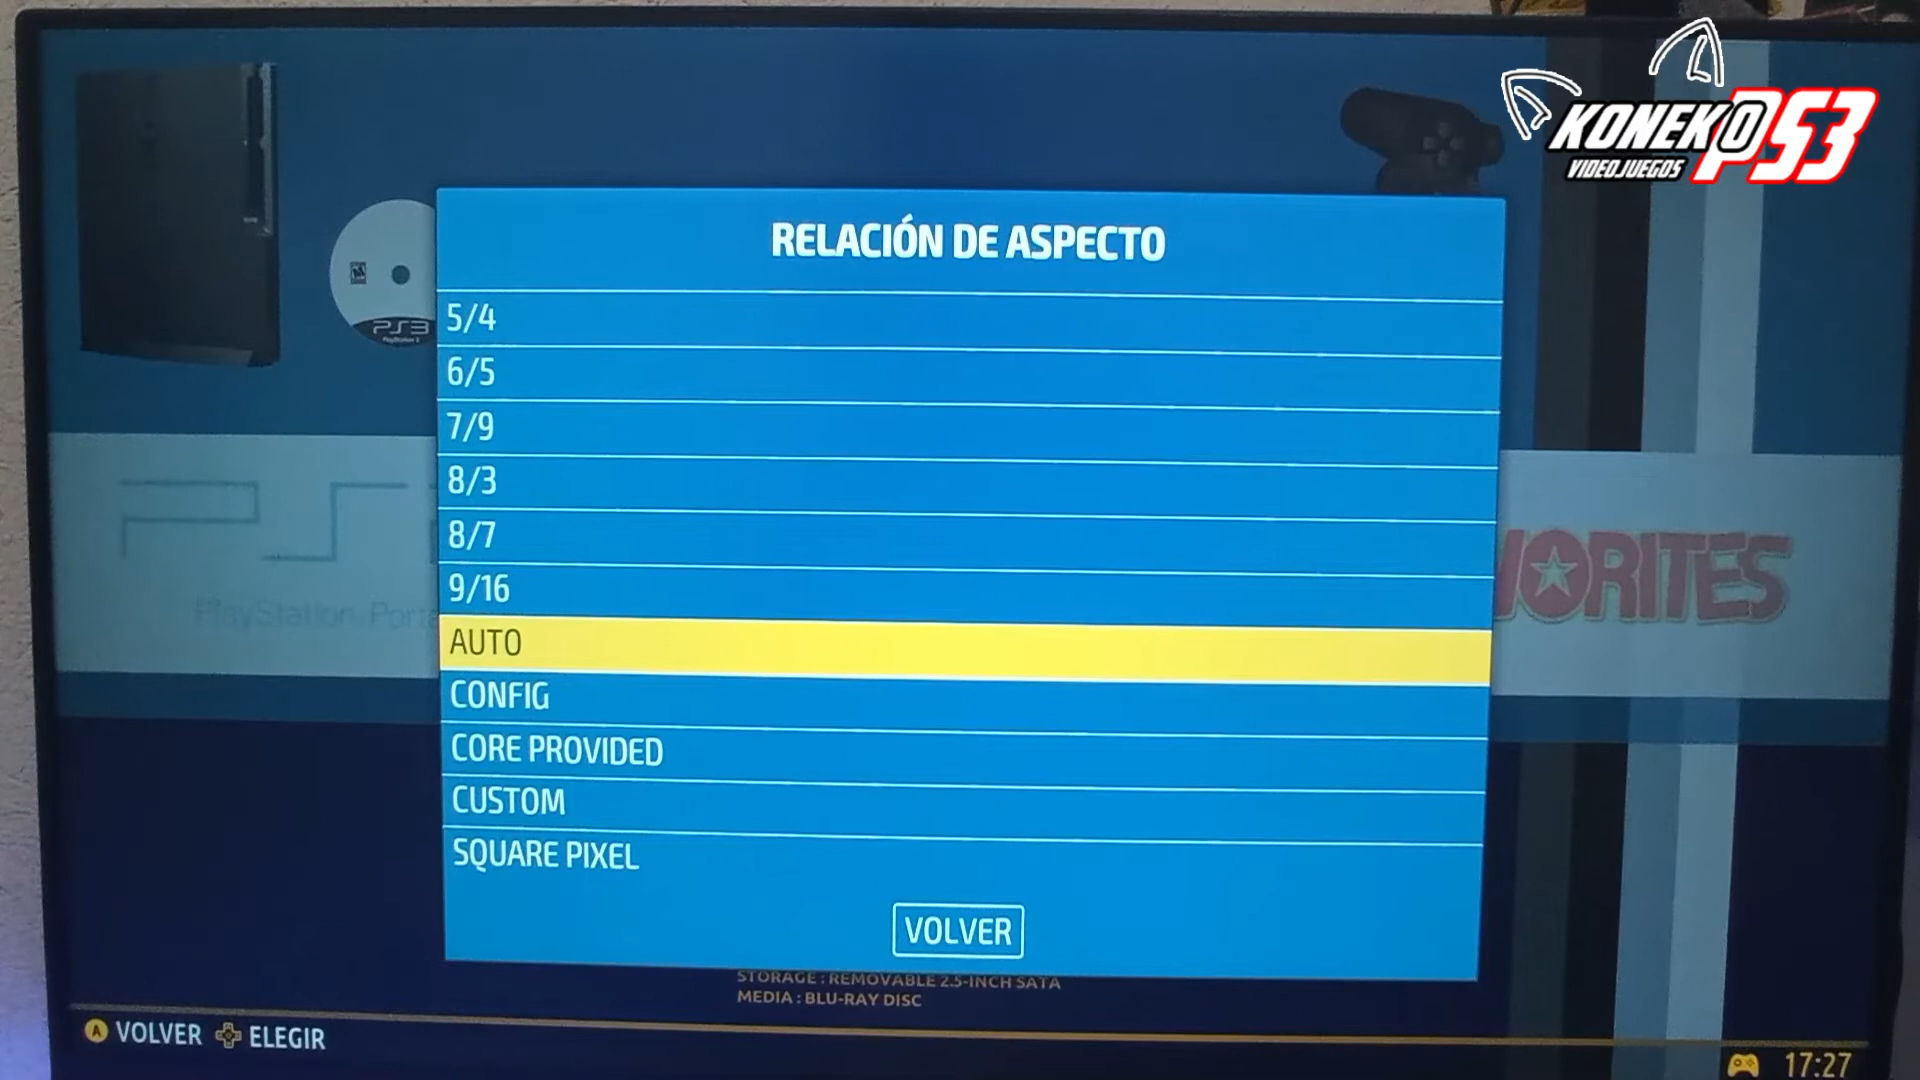 KONEKO PS3
VIDEOJUEGOS
RELACIÓN DE ASPECTO
5/4
6/5
7/9
8/3
8/7
9/16
AUTO
CONFIG
CORE PROVIDED
CUSTOM
SQUARE PIXEL
VOLVER
PS3
PlayStation
STORAGE : REMOVABLE 2.5-INCH SATA
MEDIA : BLU-RAY DISC
A VOLVER ELEGIR
17:27